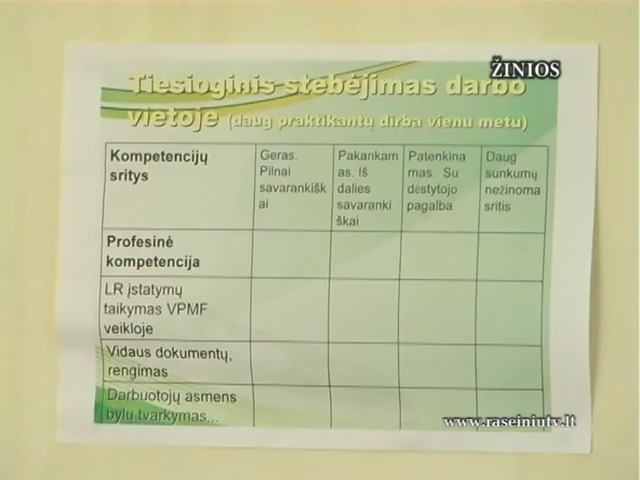 ŽINIOS
Tiesioginis stebėjimas darbo
vietoje (daug praktikantų dirba vienu metu)
Kompetencijų
sritys
Geras.
Pilnai
savarankišk
ai
Pakankam
as. Iš
dalies
savaranki
škai
Patenkina
mas. Su
dėstytojo
pagalba
Daug
sunkumų
nežinoma
sritis
Profesinė
kompetencija
LR įstatymų
taikymas VPMF
veikloje
Vidaus dokumentų,
rengimas
Darbuotojų asmens
bylų tvarkymas...
www.raseiniutv.lt